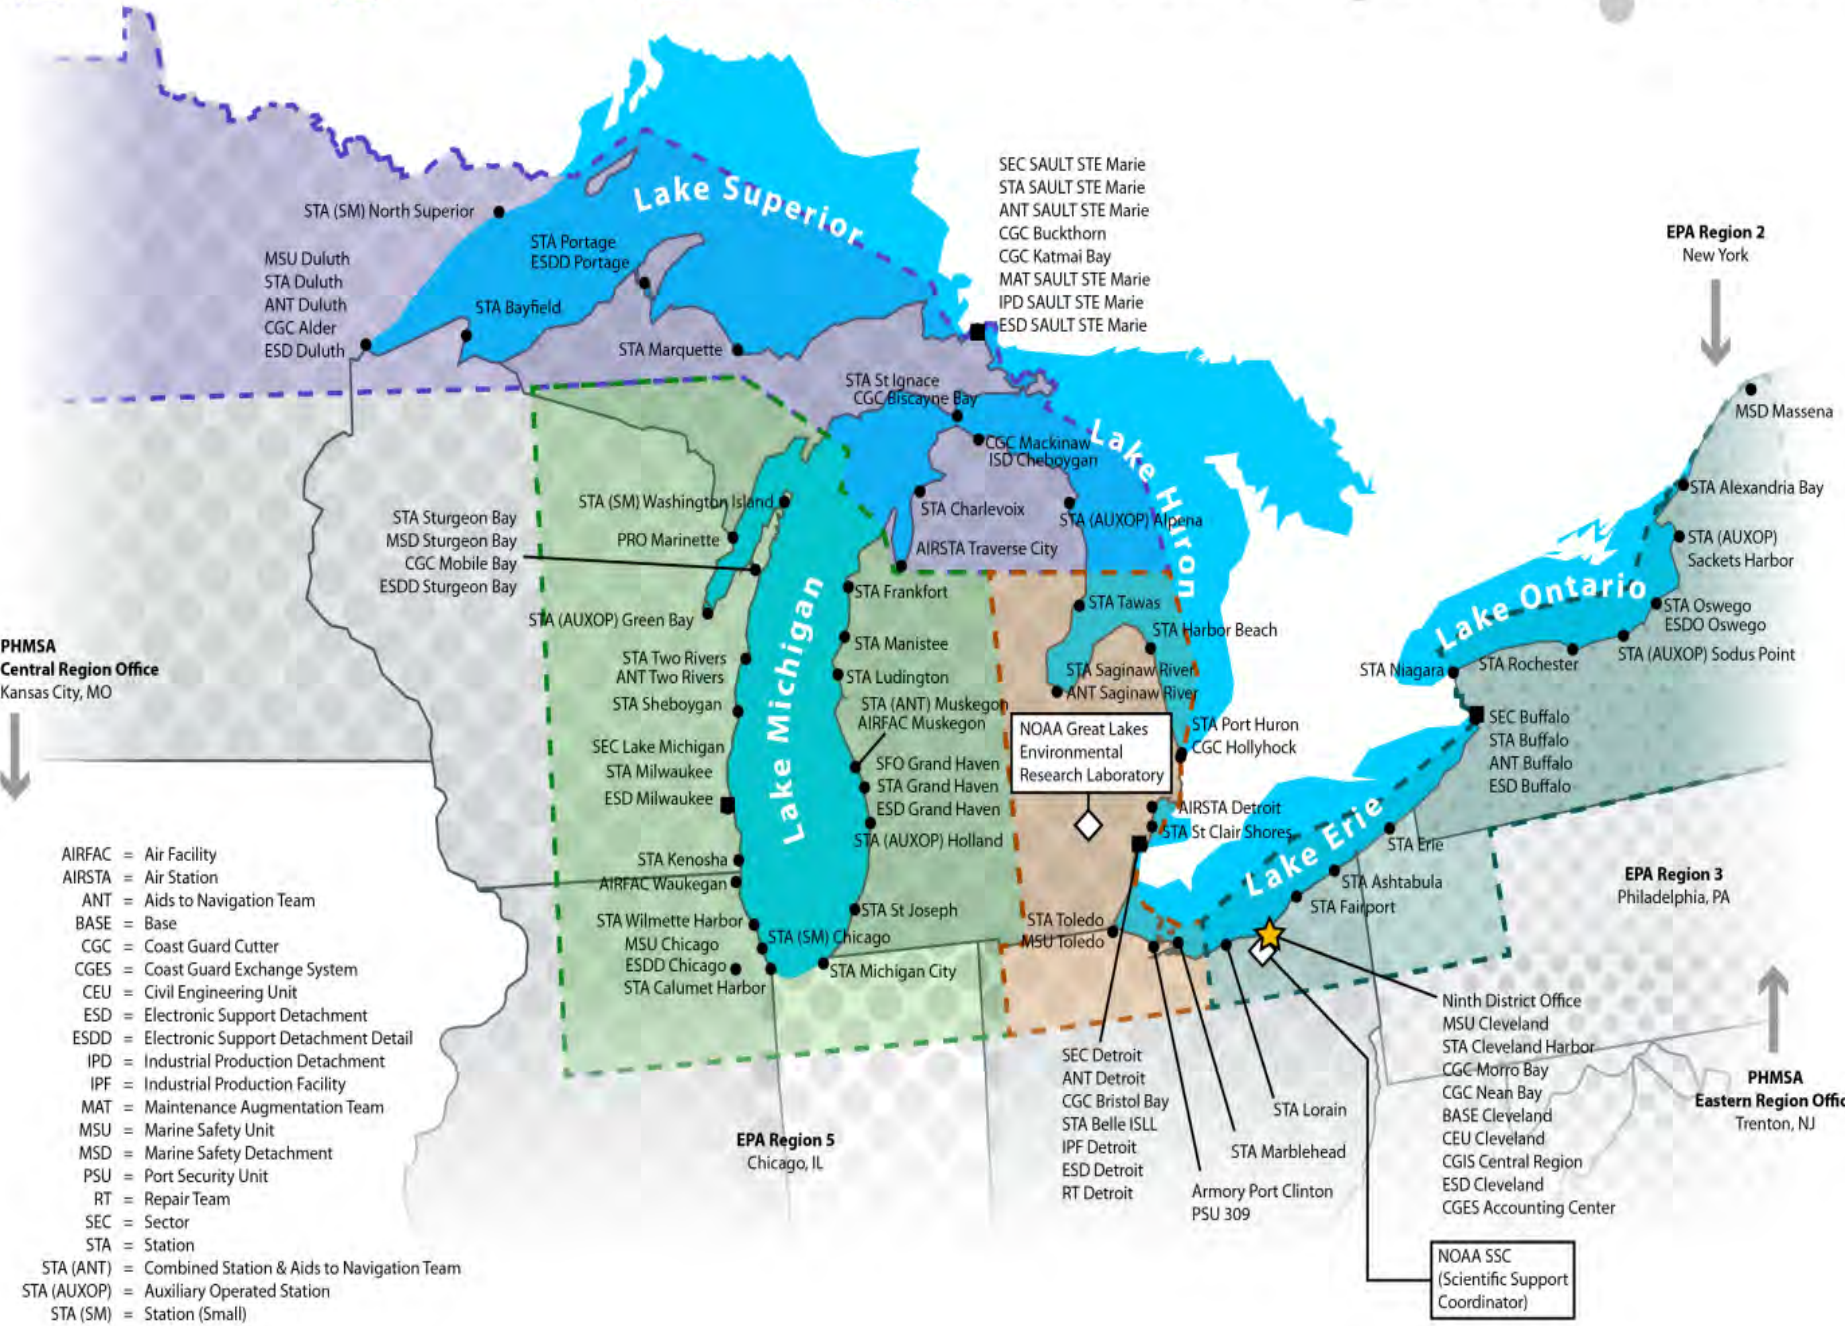 Lake Superior
SEC SAULT STE Marie
STA SAULT STE Marie
ANT SAULT STE Marie
CGC Buckthorn
CGC Katmai Bay
MAT SAULT STE Marie
IPD SAULT STE Marie
ESD SAULT STE Marie
STA (SM) North Superior
STA Portage
ESDD Portage
MSU Duluth
STA Duluth
ANT Duluth
CGC Alder
ESD Duluth
STA Bayfield
STA Marquette
STA St Ignace
CGC Biscayne Bay
CGC Mackinaw
ISD Cheboygan
Lake Huron
STA Charlevoix
STA (AUXOP) Alpena
AIRSTA Traverse City
EPA Region 2
New York
MSD Massena
STA Alexandria Bay
STA (AUXOP)
Sackets Harbor
Lake Ontario
STA Oswego
ESDO Oswego
STA (AUXOP) Sodus Point
STA Rochester
STA Niagara
SEC Buffalo
STA Buffalo
ANT Buffalo
ESD Buffalo
STA (SM) Washington Island
STA Sturgeon Bay
MSD Sturgeon Bay
CGC Mobile Bay
ESDD Sturgeon Bay
PRO Marinette
STA (AUXOP) Green Bay
STA Two Rivers
ANT Two Rivers
STA Sheboygan
SEC Lake Michigan
STA Milwaukee
ESD Milwaukee
STA Kenosha
AIRFAC Waukegan
STA Wilmette Harbor
MSU Chicago
ESDD Chicago
STA Calumet Harbor
STA (SM) Chicago
STA Michigan City
Lake Michigan
STA Frankfort
STA Manistee
STA Ludington
STA (ANT) Muskegon
AIRFAC Muskegon
SFO Grand Haven
STA Grand Haven
ESD Grand Haven
STA (AUXOP) Holland
STA St Joseph
STA Tawas
STA Harbor Beach
STA Saginaw River
ANT Saginaw River
NOAA Great Lakes
Environmental
Research Laboratory
STA Port Huron
CGC Hollyhock
AIRSTA Detroit
STA St Clair Shores
STA Toledo
MSU Toledo
Lake Erie
STA Erie
STA Ashtabula
STA Fairport
EPA Region 3
Philadelphia, PA
PHMSA
Central Region Office
Kansas City, MO
AIRFAC = Air Facility
AIRSTA = Air Station
ANT = Aids to Navigation Team
BASE = Base
CGC = Coast Guard Cutter
CGES = Coast Guard Exchange System
CEU = Civil Engineering Unit
ESD = Electronic Support Detachment
ESDD = Electronic Support Detachment Detail
IPD = Industrial Production Detachment
IPF = Industrial Production Facility
MAT = Maintenance Augmentation Team
MSU = Marine Safety Unit
MSD = Marine Safety Detachment
PSU = Port Security Unit
RT = Repair Team
SEC = Sector
STA = Station
STA (ANT) = Combined Station & Aids to Navigation Team
STA (AUXOP) = Auxiliary Operated Station
STA (SM) = Station (Small)
EPA Region 5
Chicago, IL
SEC Detroit
ANT Detroit
CGC Bristol Bay
STA Belle ISLL
IPF Detroit
ESD Detroit
RT Detroit
Armory Port Clinton
PSU 309
STA Marblehead
STA Lorain
Ninth District Office
MSU Cleveland
STA Cleveland Harbor
CGC Morro Bay
CGC Nean Bay
BASE Cleveland
CEU Cleveland
CGIS Central Region
ESD Cleveland
CGES Accounting Center
NOAA SSC
(Scientific Support
Coordinator)
PHMSA
Eastern Region Offic
Trenton, NJ